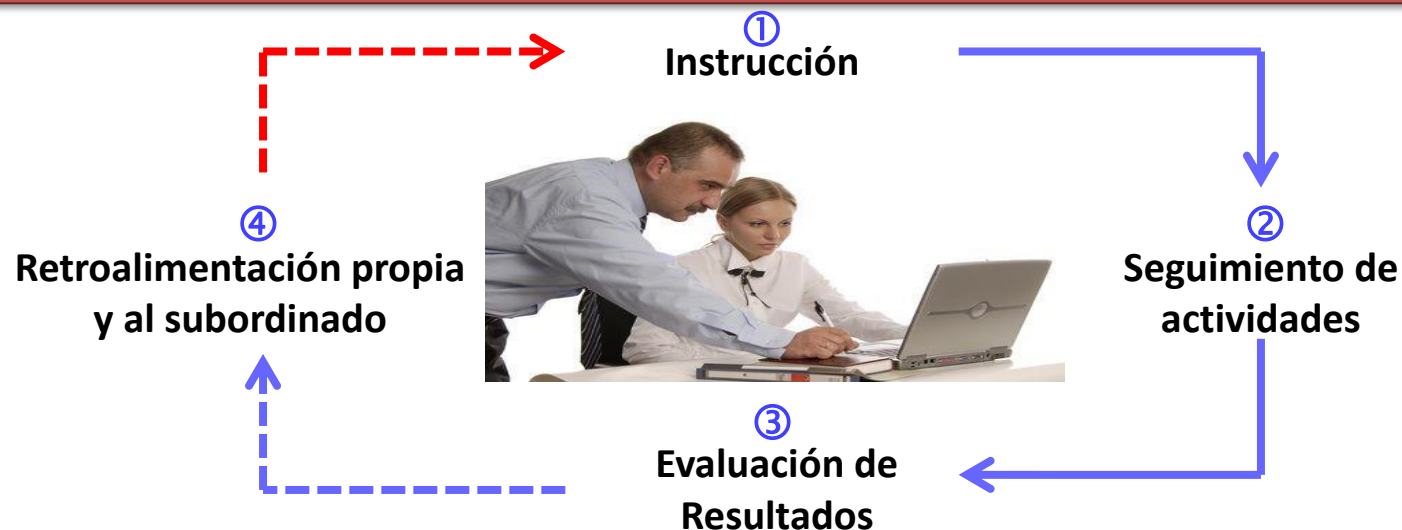 ①
Instrucción
②
Seguimiento de
actividades
③
Evaluación de
Resultados
④
Retroalimentación propia
y al subordinado